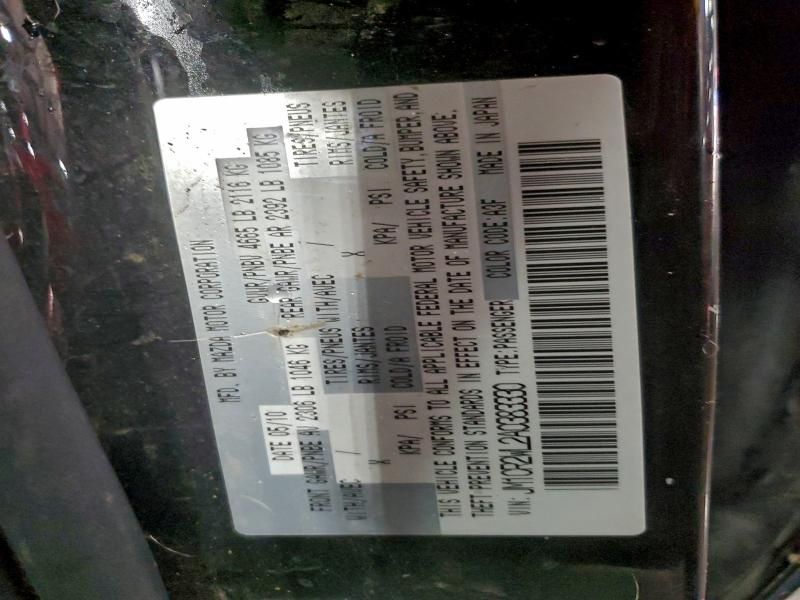 MFD. BY MAZDA MOTOR CORPORATION
DATE 05/10 GVWR/PNBV 4665 LB 2116 KG
FRONT GAWR/PNBE AV 2306 LB 1046 KG REAR GAWR/PNBE AR 2392 LB 1085 KG
WITH/AVEC / TIRES/PNEUS WITH/AVEC / TIRES/PNEUS
X RIMS/JANTES X RIMS/JANTES
KPA/ PSI COLD/A FROID KPA/ PSI COLD/A FROID
THIS VEHICLE CONFORMS TO ALL APPLICABLE FEDERAL MOTOR VEHICLE SAFETY, BUMPER, AND
THEFT PREVENTION STANDARDS IN EFFECT ON THE DATE OF MANUFACTURE SHOWN ABOVE.
VIN: JM1CR2WL2A0383330 TYPE:PASSENGER COLOR CODE:A3F MADE IN JAPAN